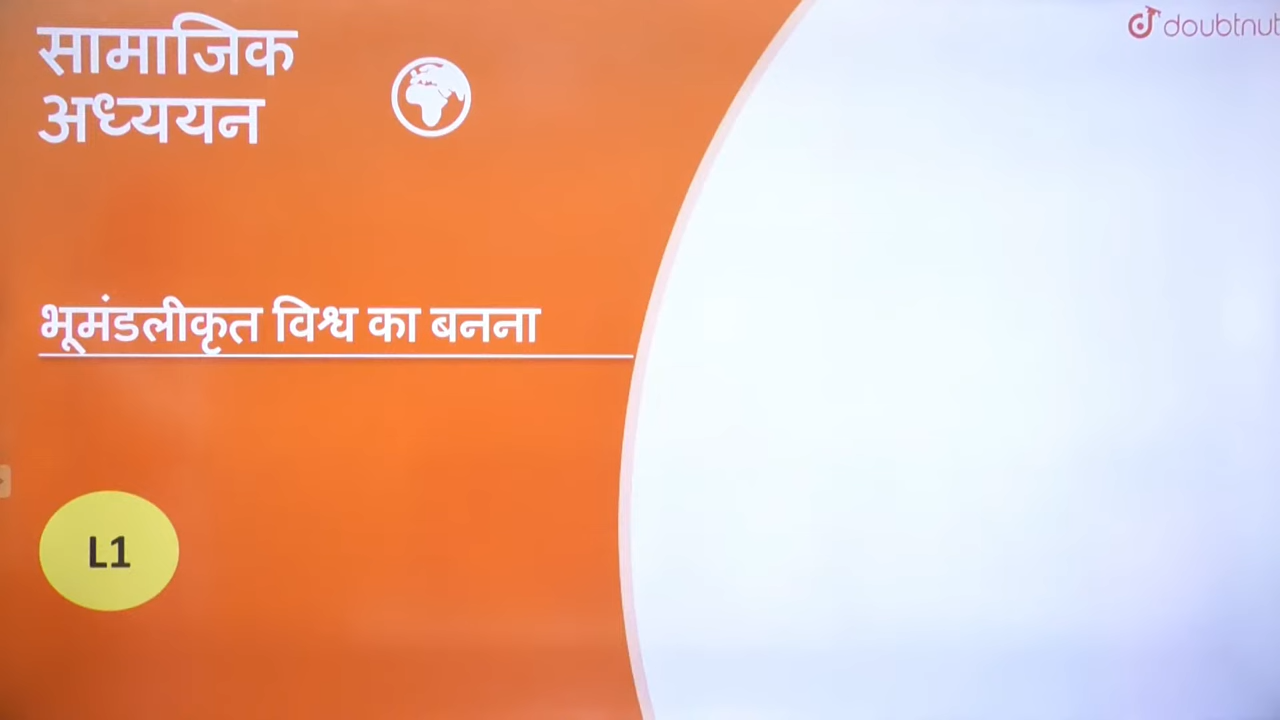 सामाजिक
अध्ययन
doubtnut
भूमंडलीकृत विश्व का बनना
L1